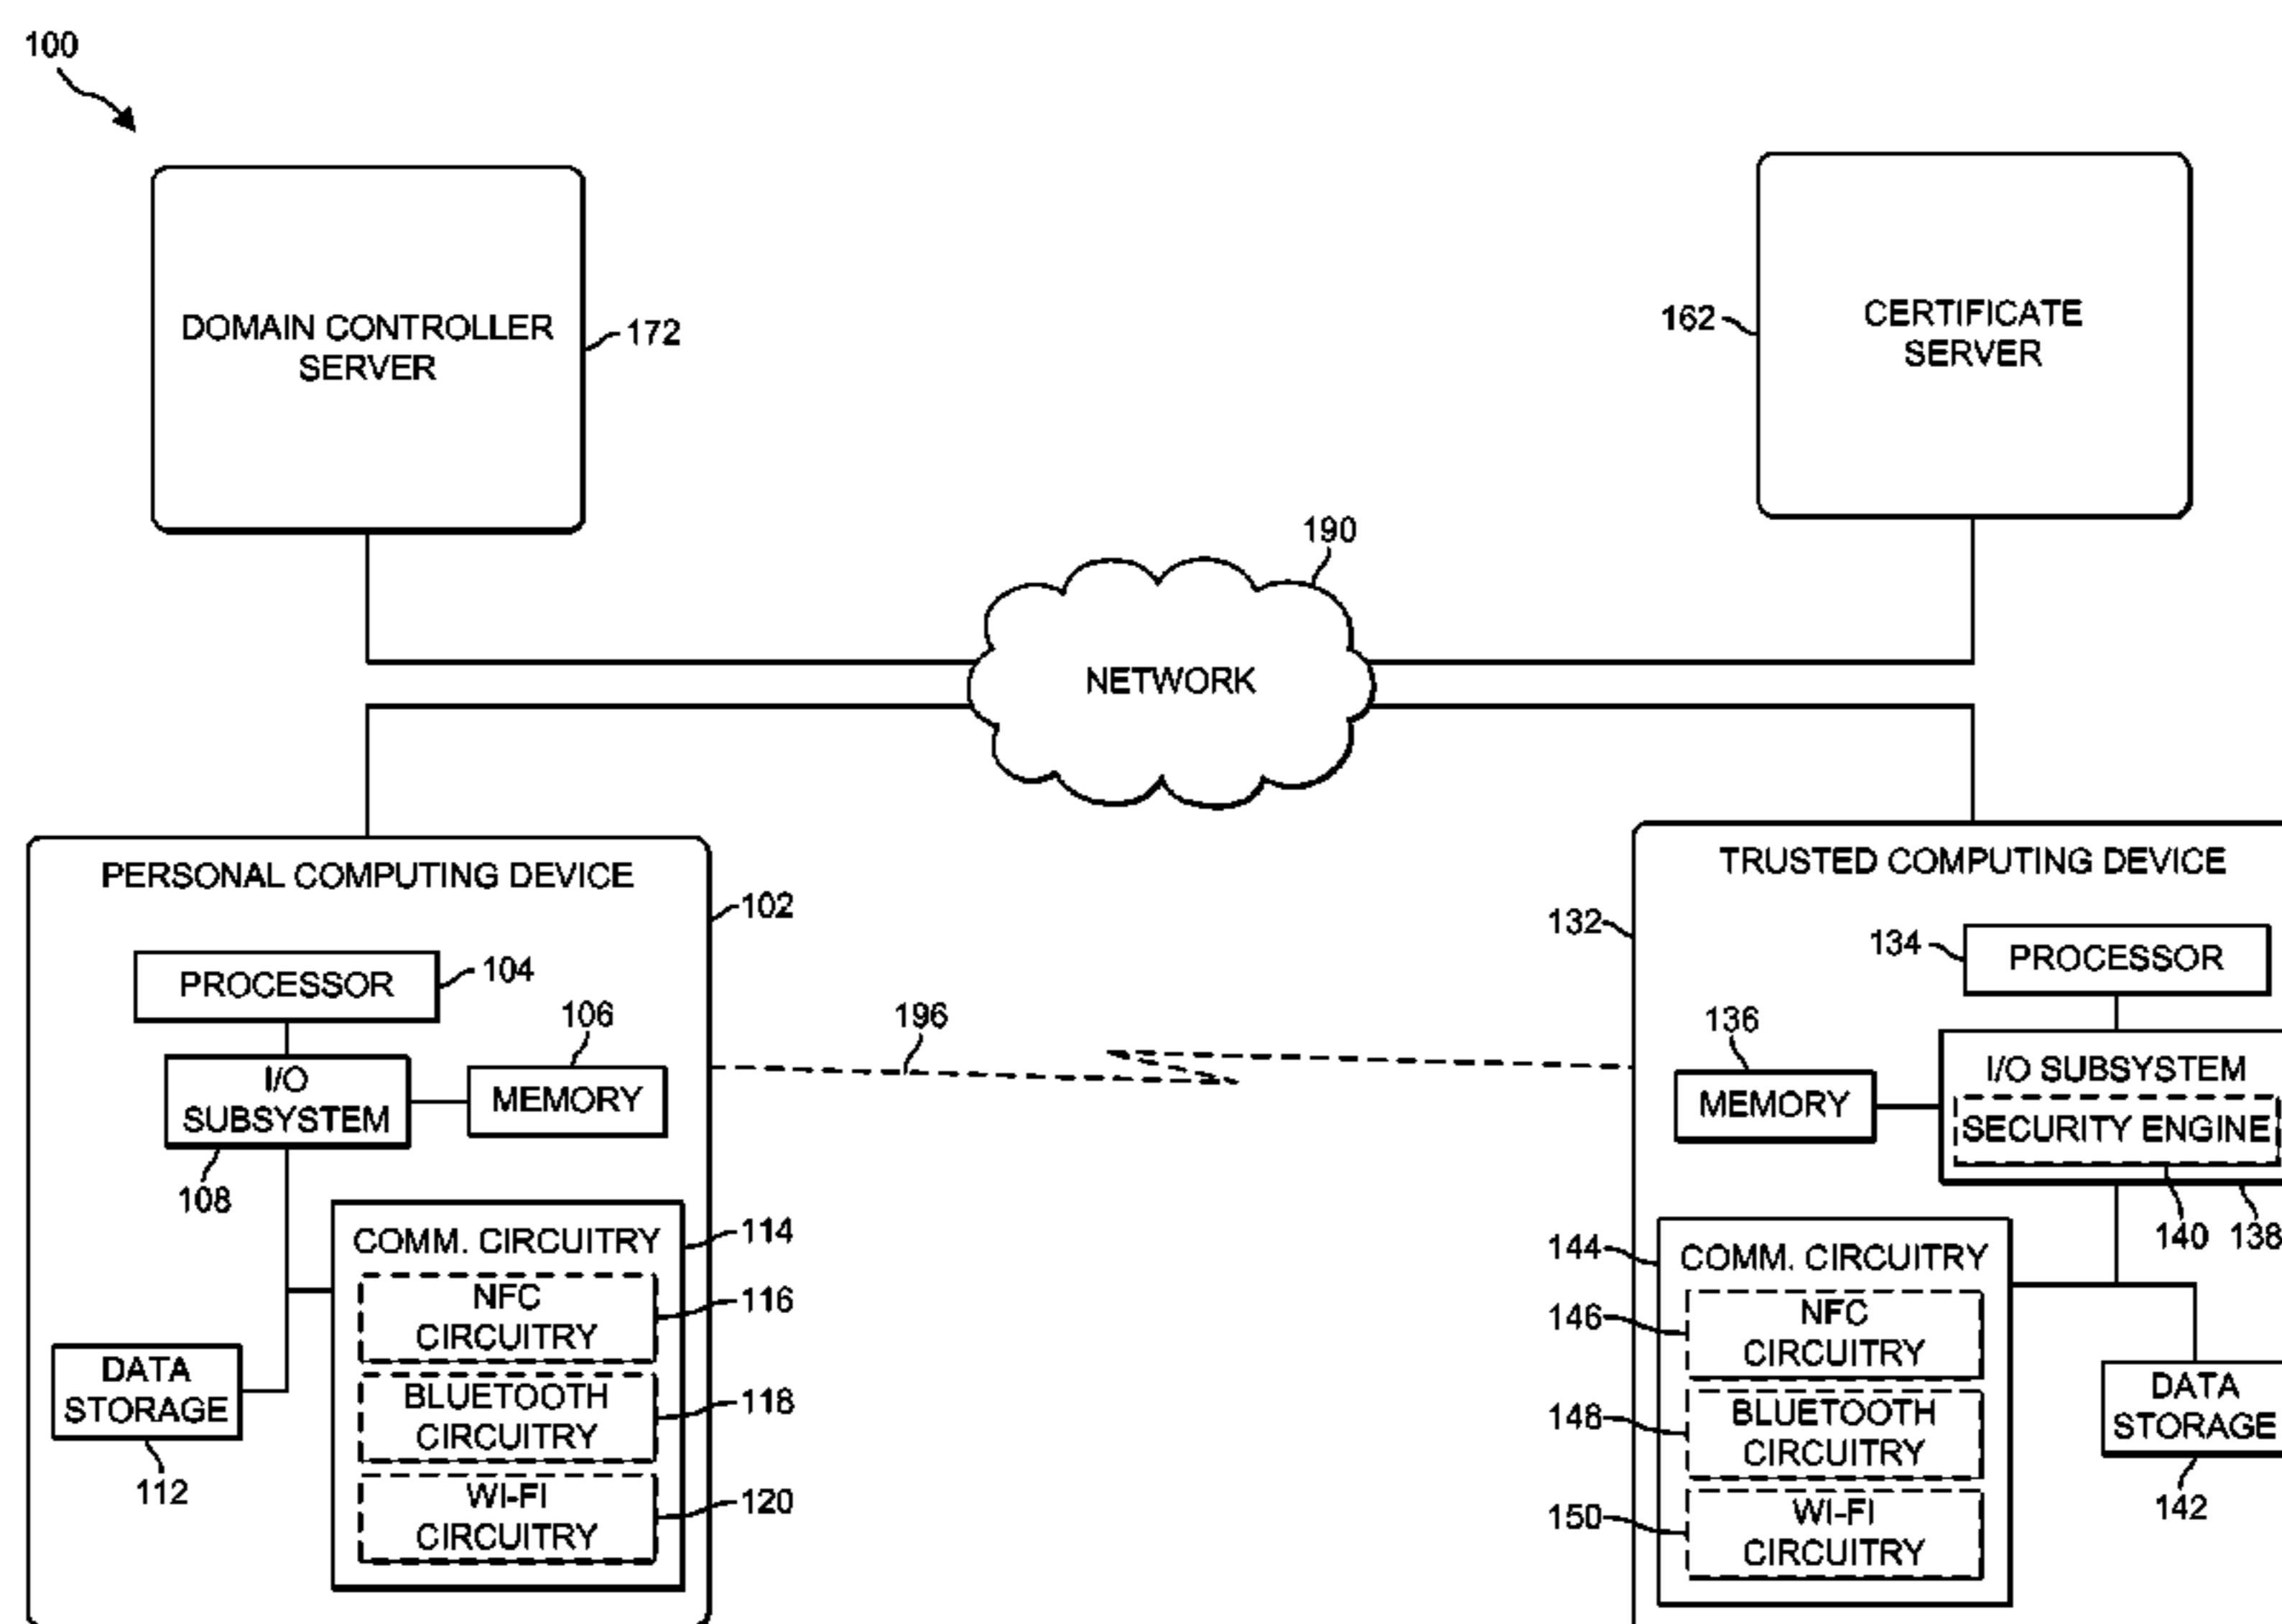 100
DOMAIN CONTROLLER
SERVER
172
162
CERTIFICATE
SERVER
190
NETWORK
PERSONAL COMPUTING DEVICE
102
PROCESSOR
104
106
I/O
SUBSYSTEM
MEMORY
108
COMM. CIRCUITRY
114
NFC
CIRCUITRY
116
BLUETOOTH
CIRCUITRY
118
WI-FI
CIRCUITRY
120
DATA
STORAGE
112
196
TRUSTED COMPUTING DEVICE
132
134
PROCESSOR
136
MEMORY
I/O SUBSYSTEM
SECURITY ENGINE
140
138
144
COMM. CIRCUITRY
146
NFC
CIRCUITRY
148
BLUETOOTH
CIRCUITRY
150
WI-FI
CIRCUITRY
DATA
STORAGE
142